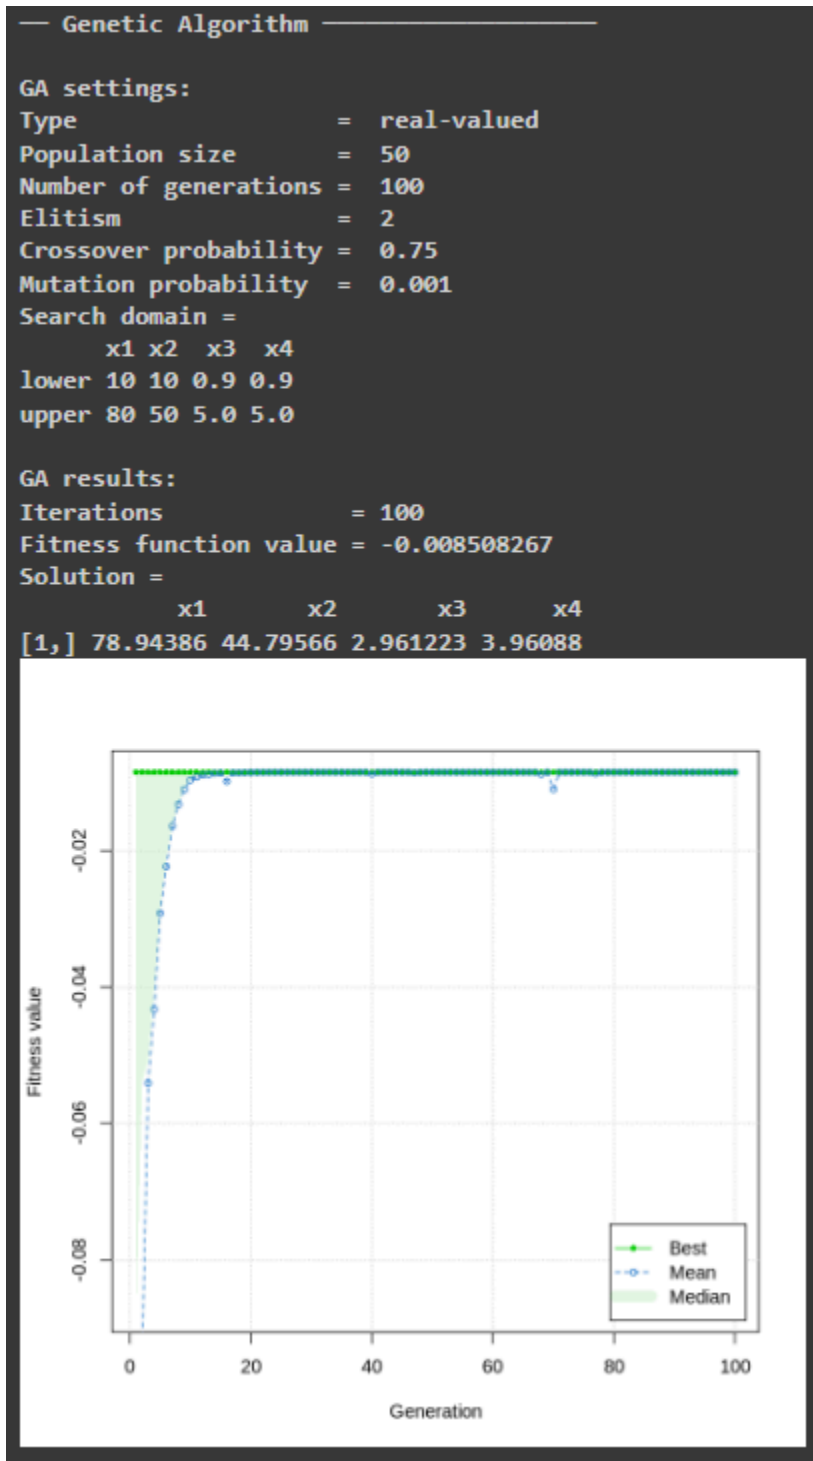 ── Genetic Algorithm ───────────────────
GA settings:
Type                  =  real-valued
Population size       =  50
Number of generations =  100
Elitism               =  2
Crossover probability =  0.75
Mutation probability  =  0.001
Search domain =
      x1 x2  x3  x4
lower 10 10 0.9 0.9
upper 80 50 5.0 5.0
GA results:
Iterations             = 100
Fitness function value = -0.008508267
Solution =
           x1       x2       x3      x4
[1,] 78.94386 44.79566 2.961223 3.96088
-0.02
-0.04
-0.06
-0.08
Fitness value
Best
Mean
Median
0 20 40 60 80 100
Generation